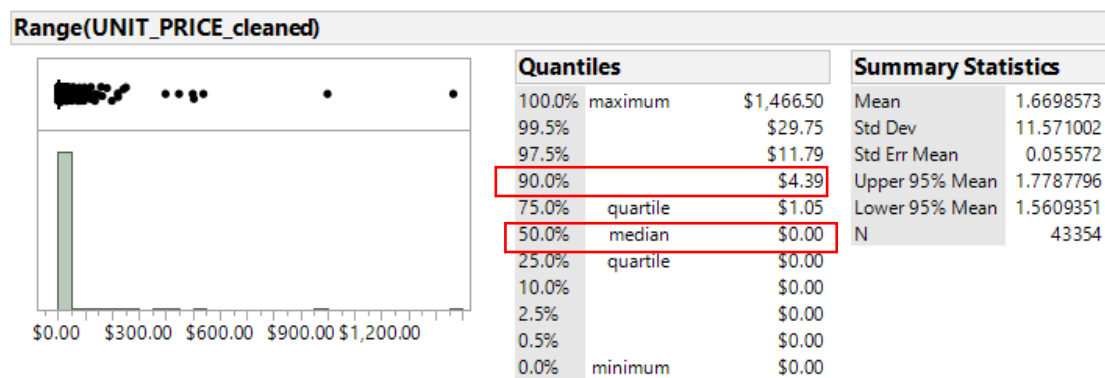 Range(UNIT_PRICE_cleaned)
$0.00 $300.00 $600.00 $900.00 $1,200.00
Quantiles
100.0% maximum $1,466.50
99.5% $29.75
97.5% $11.79
90.0% $4.39
75.0% quartile $1.05
50.0% median $0.00
25.0% quartile $0.00
10.0% $0.00
2.5% $0.00
0.5% $0.00
0.0% minimum $0.00
Summary Statistics
Mean 1.6698573
Std Dev 11.571002
Std Err Mean 0.055572
Upper 95% Mean 1.7787796
Lower 95% Mean 1.5609351
N 43354